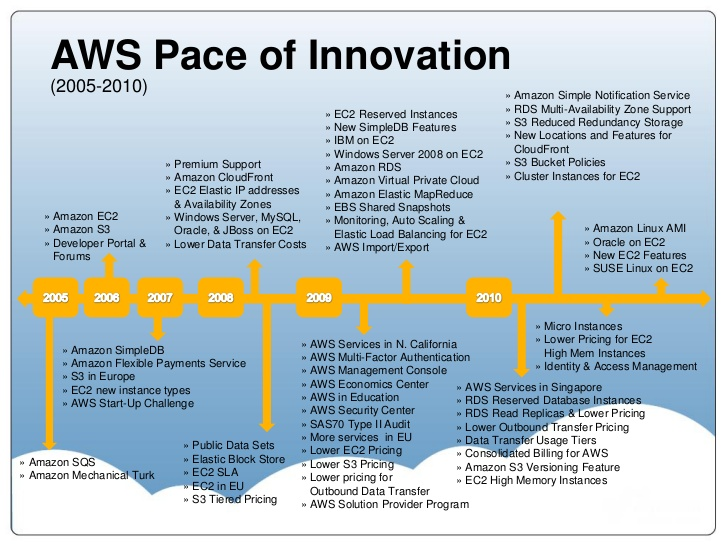 AWS Pace of Innovation
(2005-2010)
» Amazon EC2
» Amazon S3
» Developer Portal &
Forums
» Premium Support
» Amazon CloudFront
» EC2 Elastic IP addresses
& Availability Zones
» Windows Server, MySQL,
Oracle, & JBoss on EC2
» Lower Data Transfer Costs
» EC2 Reserved Instances
» New SimpleDB Features
» IBM on EC2
» Windows Server 2008 on EC2
» Amazon RDS
» Amazon Virtual Private Cloud
» Amazon Elastic MapReduce
» EBS Shared Snapshots
» Monitoring, Auto Scaling &
Elastic Load Balancing for EC2
» AWS Import/Export
» Amazon Simple Notification Service
» RDS Multi-Availability Zone Support
» S3 Reduced Redundancy Storage
» New Locations and Features for
CloudFront
» S3 Bucket Policies
» Cluster Instances for EC2
» Amazon Linux AMI
» Oracle on EC2
» New EC2 Features
» SUSE Linux on EC2
2005 2006 2007 2008 2009 2010
» Amazon SQS
» Amazon Mechanical Turk
» Amazon SimpleDB
» Amazon Flexible Payments Service
» S3 in Europe
» EC2 new instance types
» AWS Start-Up Challenge
» Public Data Sets
» Elastic Block Store
» EC2 SLA
» EC2 in EU
» S3 Tiered Pricing
» AWS Services in N. California
» AWS Multi-Factor Authentication
» AWS Management Console
» AWS Economics Center
» AWS in Education
» AWS Security Center
» SAS70 Type II Audit
» More services in EU
» Lower EC2 Pricing
» Lower S3 Pricing
» Lower pricing for
Outbound Data Transfer
» AWS Solution Provider Program
» AWS Services in Singapore
» RDS Reserved Database Instances
» RDS Read Replicas & Lower Pricing
» Lower Outbound Transfer Pricing
» Data Transfer Usage Tiers
» Consolidated Billing for AWS
» Amazon S3 Versioning Feature
» EC2 High Memory Instances
» Micro Instances
» Lower Pricing for EC2
High Mem Instances
» Identity & Access Management